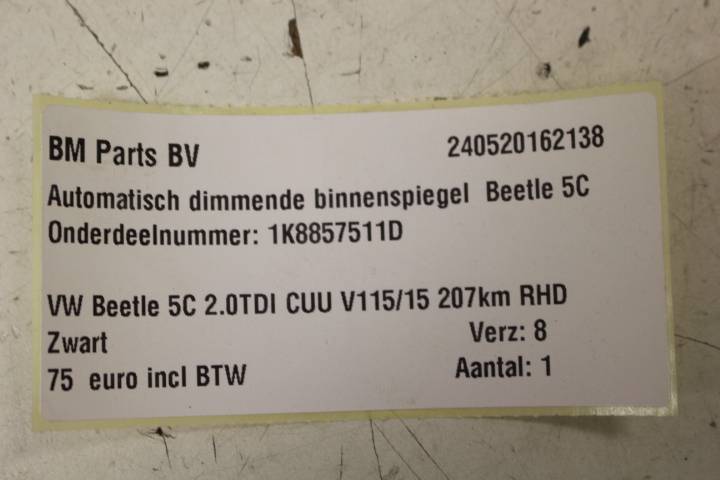 BM Parts BV 240520162138
Automatisch dimmende binnenspiegel Beetle 5C
Onderdeelnummer: 1K8857511D
VW Beetle 5C 2.0TDI CUU V115/15 207km RHD
Zwart Verz: 8
75 euro incl BTW Aantal: 1